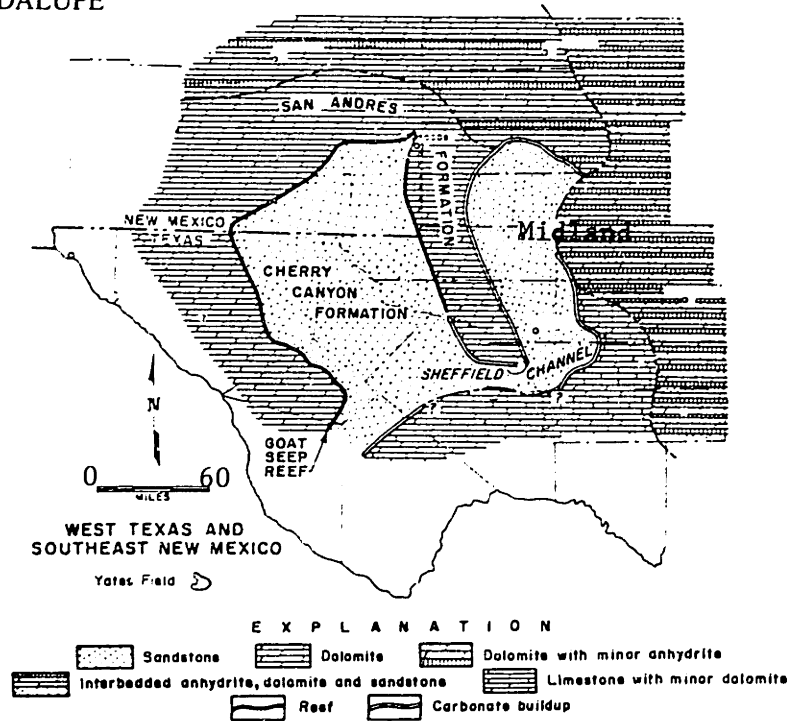 DALUPE
SAN ANDRES
FORMATION
NEW MEXICO
TEXAS
Midland
CHERRY
CANYON
FORMATION
SHEFFIELD CHANNEL
?
?
N
GOAT
SEEP
REEF
0 60
MILES
WEST TEXAS AND
SOUTHEAST NEW MEXICO
Yates Field
EXPLANATION
Sandstone Dolomite Dolomite with minor anhydrite
Interbedded anhydrite, dolomite and sandstone Limestone with minor dolomite
Reef Carbonate buildup